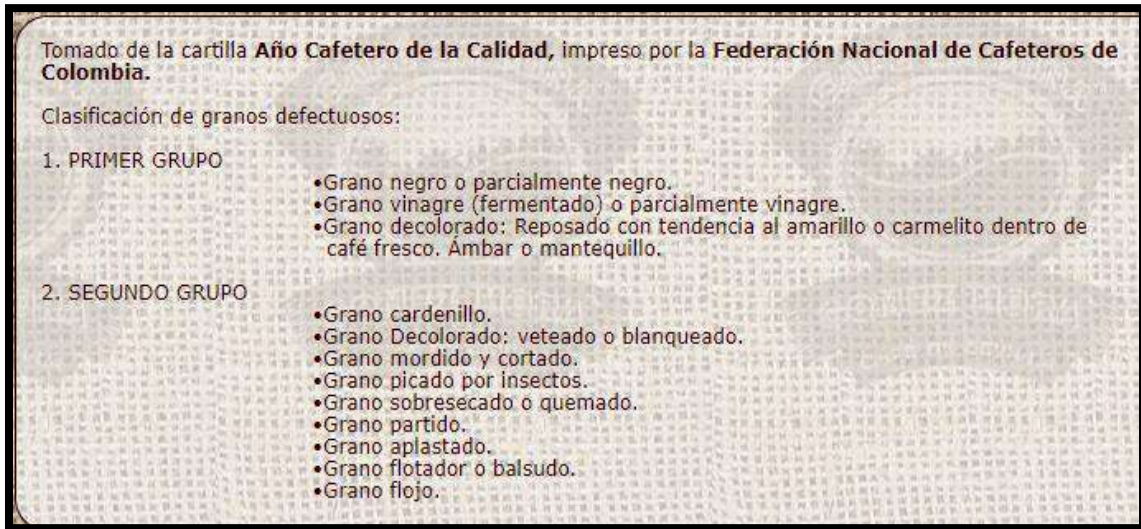 Tomado de la cartilla Año Cafetero de la Calidad, impreso por la Federación Nacional de Cafeteros de
Colombia.
Clasificación de granos defectuosos:
1. PRIMER GRUPO
•Grano negro o parcialmente negro.
•Grano vinagre (fermentado) o parcialmente vinagre.
•Grano decolorado: Reposado con tendencia al amarillo o carmelito dentro de
café fresco. Ámbar o mantequillo.
2. SEGUNDO GRUPO
•Grano cardenillo.
•Grano Decolorado: veteado o blanqueado.
•Grano mordido y cortado.
•Grano picado por insectos.
•Grano sobresecado o quemado.
•Grano partido.
•Grano aplastado.
•Grano flotador o balsudo.
•Grano flojo.